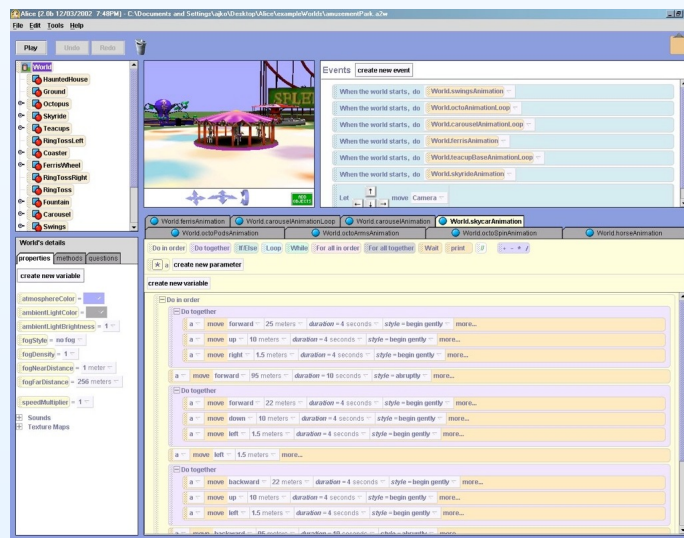 Alice (2.0b 12/03/2002 7:48PM) - C:\Documents and Settings\ajko\Desktop\Alice\exampleWorlds\amusementPark.a2w
File Edit Tools Help
Play Undo Redo
World
HauntedHouse
Ground
Octopus
Skyride
Teacups
RingTossLeft
Coaster
FerrisWheel
RingTossRight
RingToss
Fountain
Carousel
Swings
SPLE
ADD OBJECTS
Events create new event
When the world starts, do World.swingsAnimation
When the world starts, do World.octoAnimationLoop
When the world starts, do World.carouselAnimationLoop
When the world starts, do World.ferrisAnimation
When the world starts, do World.teacupBaseAnimationLoop
When the world starts, do World.skyrideAnimation
Let move Camera
World's details
properties methods questions
create new variable
atmosphereColor =
ambientLightColor =
ambientLightBrightness = 1
fogStyle = no fog
fogDensity = 1
fogNearDistance = 1 meter
fogFarDistance = 256 meters
speedMultiplier = 1
Sounds
Texture Maps
World.ferrisAnimation World.carouselAnimationLoop World.carouselAnimation World.skycarAnimation
World.octoPodsAnimation World.octoArmsAnimation World.octoSpinAnimation World.horseAnimation
Do in order Do together If/Else Loop While For all in order For all together Wait print // + - * /
a create new parameter
create new variable
Do in order
Do together
a move forward 25 meters duration = 4 seconds style = begin gently more...
a move up 10 meters duration = 4 seconds style = begin gently more...
a move right 1.5 meters duration = 4 seconds style = begin gently more...
a move forward 95 meters duration = 10 seconds style = abruptly more...
Do together
a move forward 22 meters duration = 4 seconds style = begin gently more...
a move down 10 meters duration = 4 seconds style = begin gently more...
a move left 1.5 meters duration = 4 seconds style = begin gently more...
a move left 1.5 meters more...
Do together
a move backward 22 meters duration = 4 seconds style = begin gently more...
a move up 10 meters duration = 4 seconds style = begin gently more...
a move left 1.5 meters duration = 4 seconds style = begin gently more...
a move backward 95 meters duration = 10 seconds style = abruptly more...